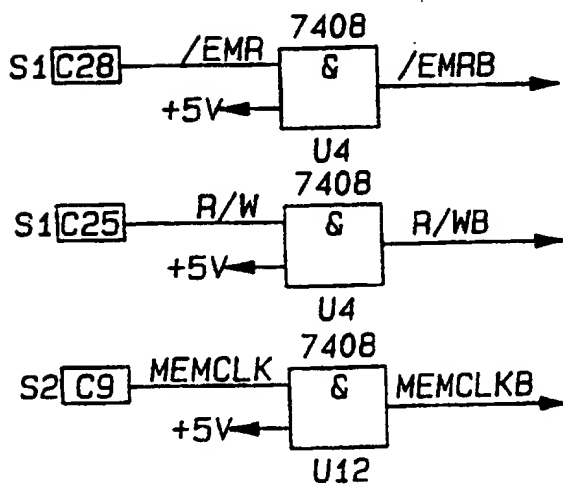 7408
/EMR
&
/EMRB
S1 C28
+5V
U4
7408
R/W
&
R/WB
S1 C25
+5V
U4
7408
MEMCLK
&
MEMCLKB
S2 C9
+5V
U12